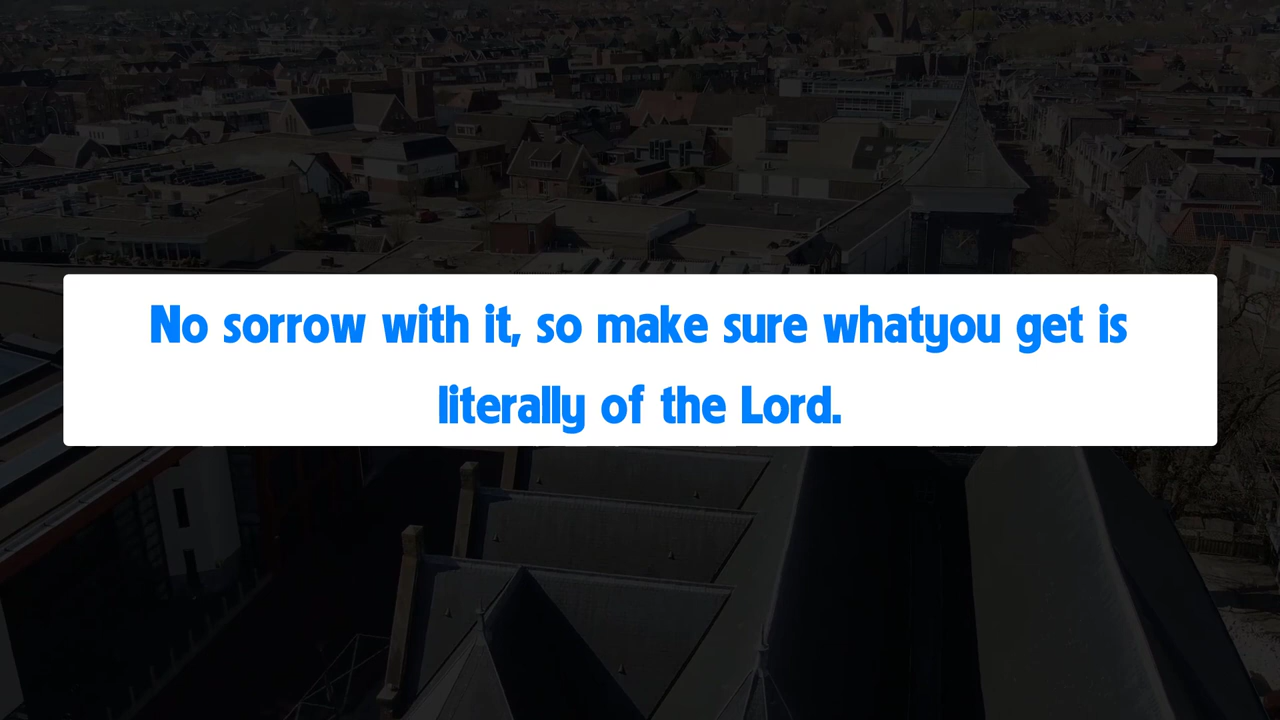 No sorrow with it, so make sure whatyou get is
literally of the Lord.